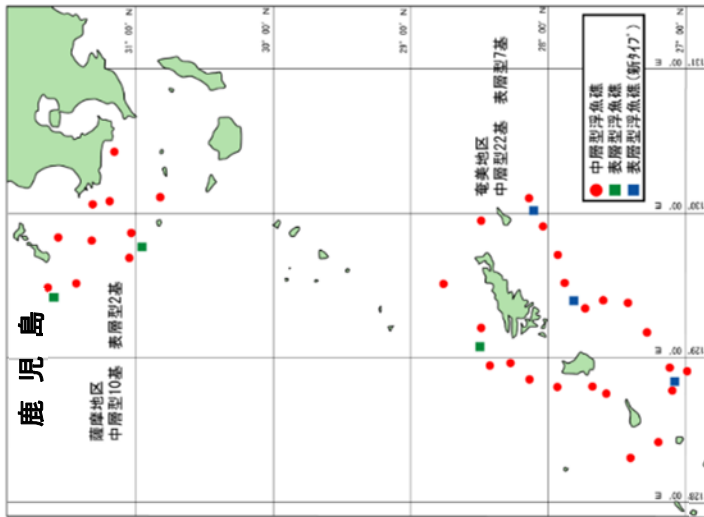 鹿児島
薩摩地区
中層型10基
表層型2基
奄美地区
中層型22基
表層型7基
中層型浮魚礁
表層型浮魚礁
表層型浮魚礁(新タイプ)
31° 00' N
30° 00'
29° 00'
28° 00'
27° 00' N
131° 00' E
130° 00'
129° 00' E
128° 00' E